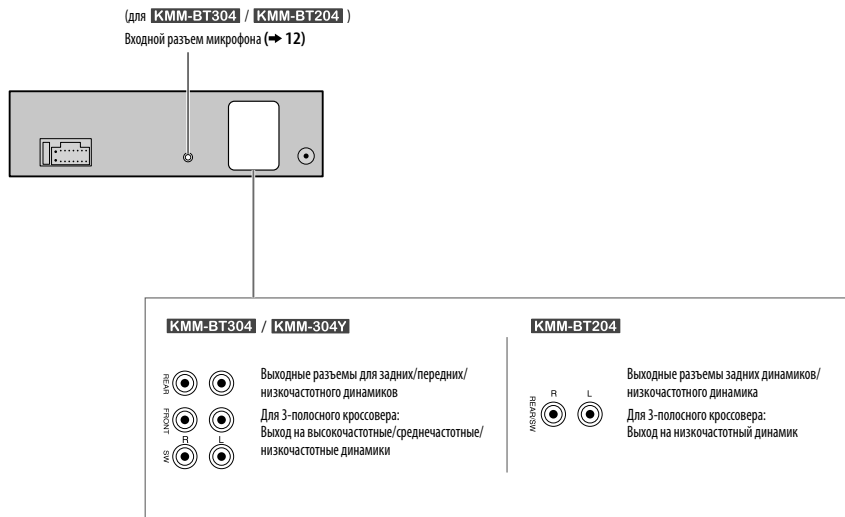 (для KMM-BT304 / KMM-BT204 )
Входной разъем микрофона (➜ 12)
KMM-BT304 / KMM-304Y
REAR
FRONT
R L
SW
Выходные разъемы для задних/передних/
низкочастотного динамиков
Для 3-полосного кроссовера:
Выход на высокочастотные/среднечастотные/
низкочастотные динамики
KMM-BT204
R L
REAR/SW
Выходные разъемы задних динамиков/
низкочастотного динамика
Для 3-полосного кроссовера:
Выход на низкочастотный динамик